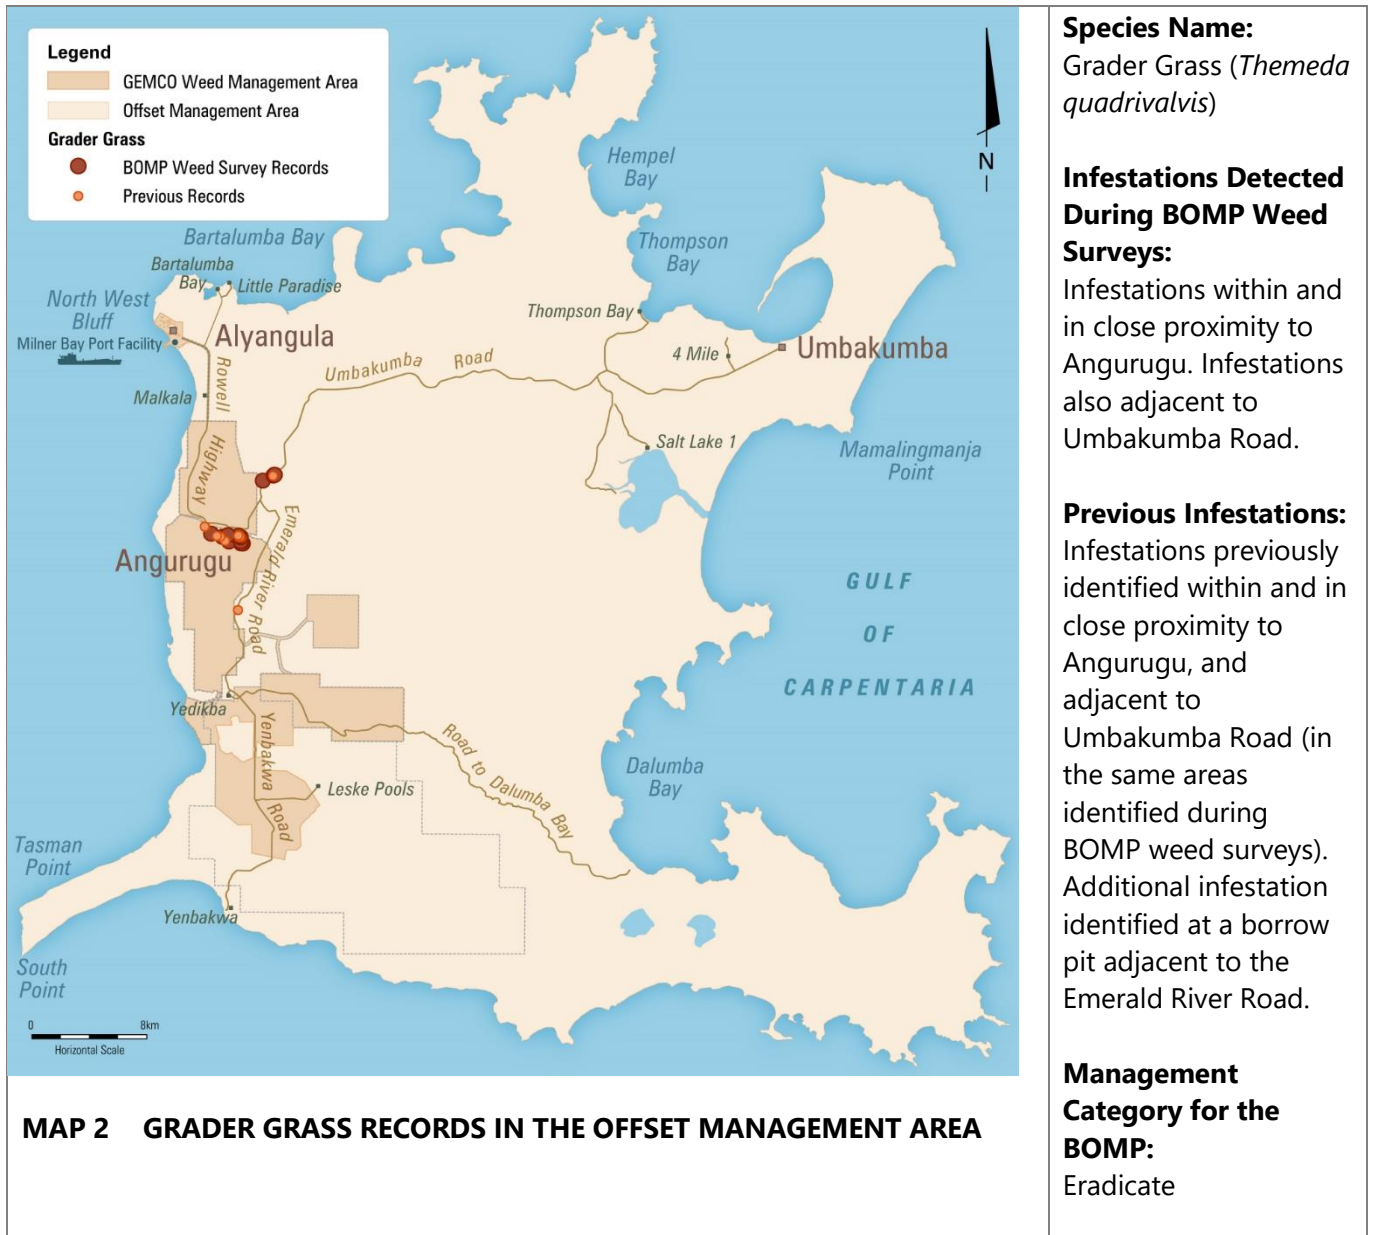 Legend
GEMCO Weed Management Area
Offset Management Area
Grader Grass
BOMP Weed Survey Records
Previous Records
N
Hempel
Bay
Bartalumba Bay
Thompson
Bay
Bartalumba
Bay
Little Paradise
North West
Bluff
Thompson Bay
Milner Bay Port Facility
Alyangula
4 Mile
Umbakumba
Umbakumba Road
Malkala
Rowell
Highway
Salt Lake 1
Mamalingmanja
Point
Angurugu
Emerald River Road
GULF
OF
CARPENTARIA
Yedikba
Yenbakwa Road
Road to Dalumba Bay
Dalumba
Bay
Leske Pools
Tasman
Point
Yenbakwa
South
Point
0 8km
Horizontal Scale
MAP 2 GRADER GRASS RECORDS IN THE OFFSET MANAGEMENT AREA
Species Name:
Grader Grass (Themeda
quadrivalvis)
Infestations Detected
During BOMP Weed
Surveys:
Infestations within and
in close proximity to
Angurugu. Infestations
also adjacent to
Umbakumba Road.
Previous Infestations:
Infestations previously
identified within and in
close proximity to
Angurugu, and
adjacent to
Umbakumba Road (in
the same areas
identified during
BOMP weed surveys).
Additional infestation
identified at a borrow
pit adjacent to the
Emerald River Road.
Management
Category for the
BOMP:
Eradicate